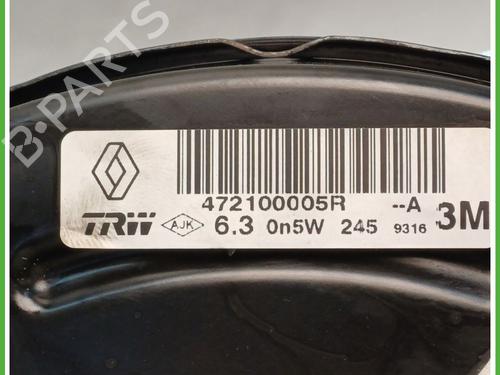 B-PARTS
472100005R --A
TRW AJK 6.3 0n5W 245 9316 3M